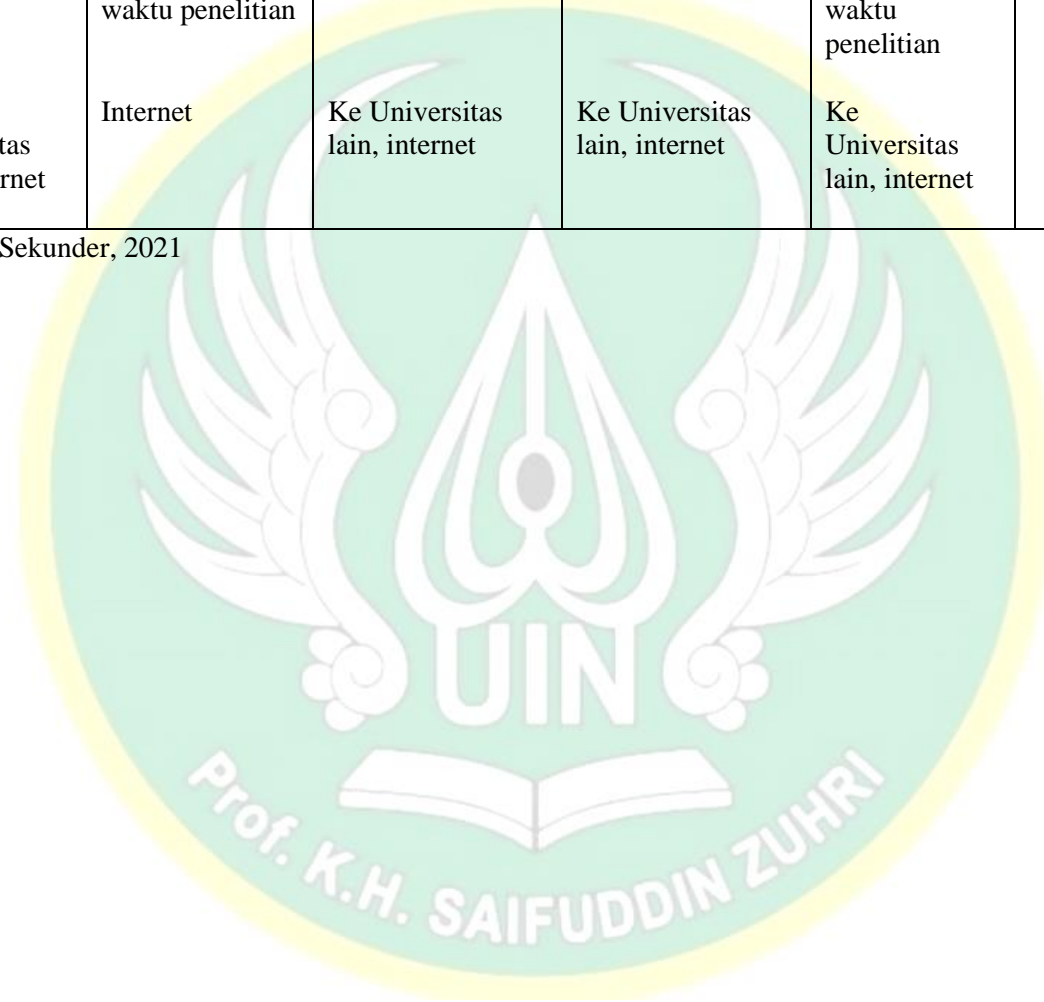 waktu penelitian
waktu
penelitian
tas
rnet
Internet
Ke Universitas
lain, internet
Ke Universitas
lain, internet
Ke
Universitas
lain, internet
Sekunder, 2021
UIN
Prof. K.H. SAIFUDDIN ZUHRI